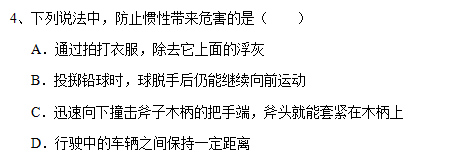 4、下列说法中，防止惯性带来危害的是（　　）
A．通过拍打衣服，除去它上面的浮灰
B．投掷铅球时，球脱手后仍能继续向前运动
C．迅速向下撞击斧子木柄的把手端，斧头就能套紧在木柄上
D．行驶中的车辆之间保持一定距离